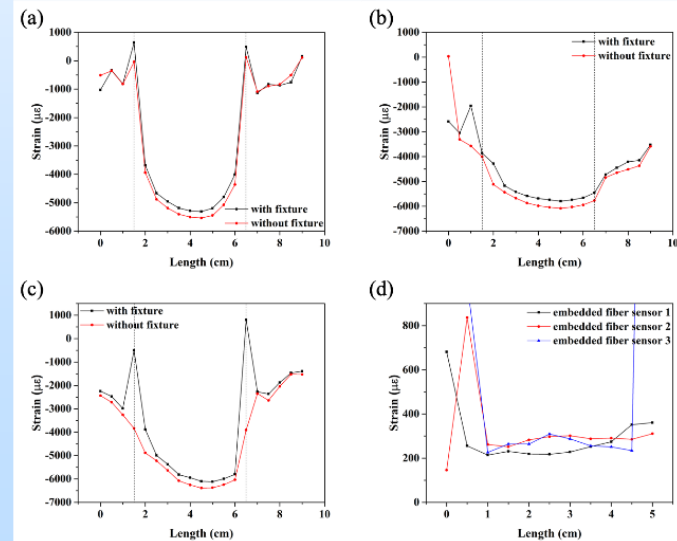 (a)
1000
0
-1000
-2000
-3000
-4000
-5000
-6000
Strain (με)
with fixture
without fixture
0 2 4 6 8 10
Length (cm)
(b)
1000
0
-1000
-2000
-3000
-4000
-5000
-6000
-7000
Strain (με)
with fixture
without fixture
0 2 4 6 8 10
Length (cm)
(c)
1000
0
-1000
-2000
-3000
-4000
-5000
-6000
-7000
Strain (με)
with fixture
without fixture
0 2 4 6 8 10
Length (cm)
(d)
800
600
400
200
0
Strain (με)
embedded fiber sensor 1
embedded fiber sensor 2
embedded fiber sensor 3
0 1 2 3 4 5
Length (cm)